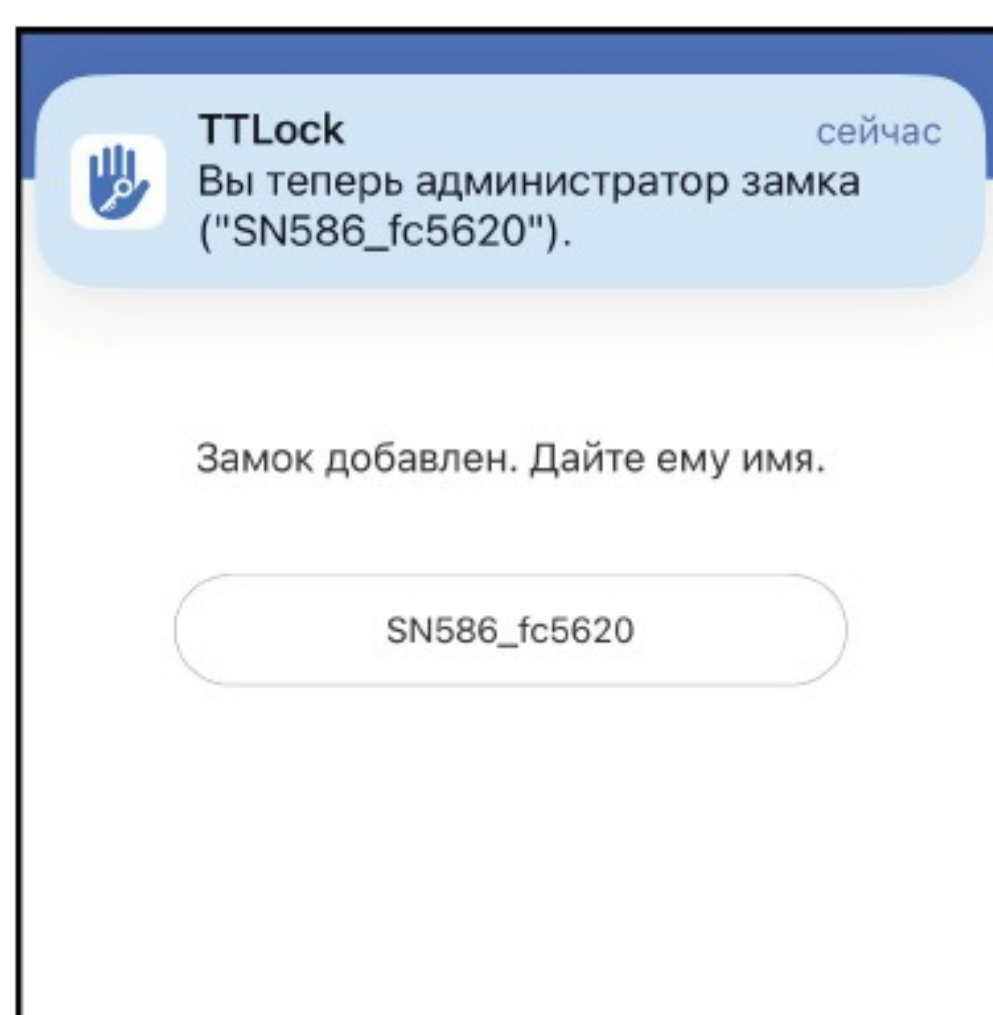 TTLock
сейчас
Вы теперь администратор замка
("SN586_fc5620").
Замок добавлен. Дайте ему имя.
SN586_fc5620